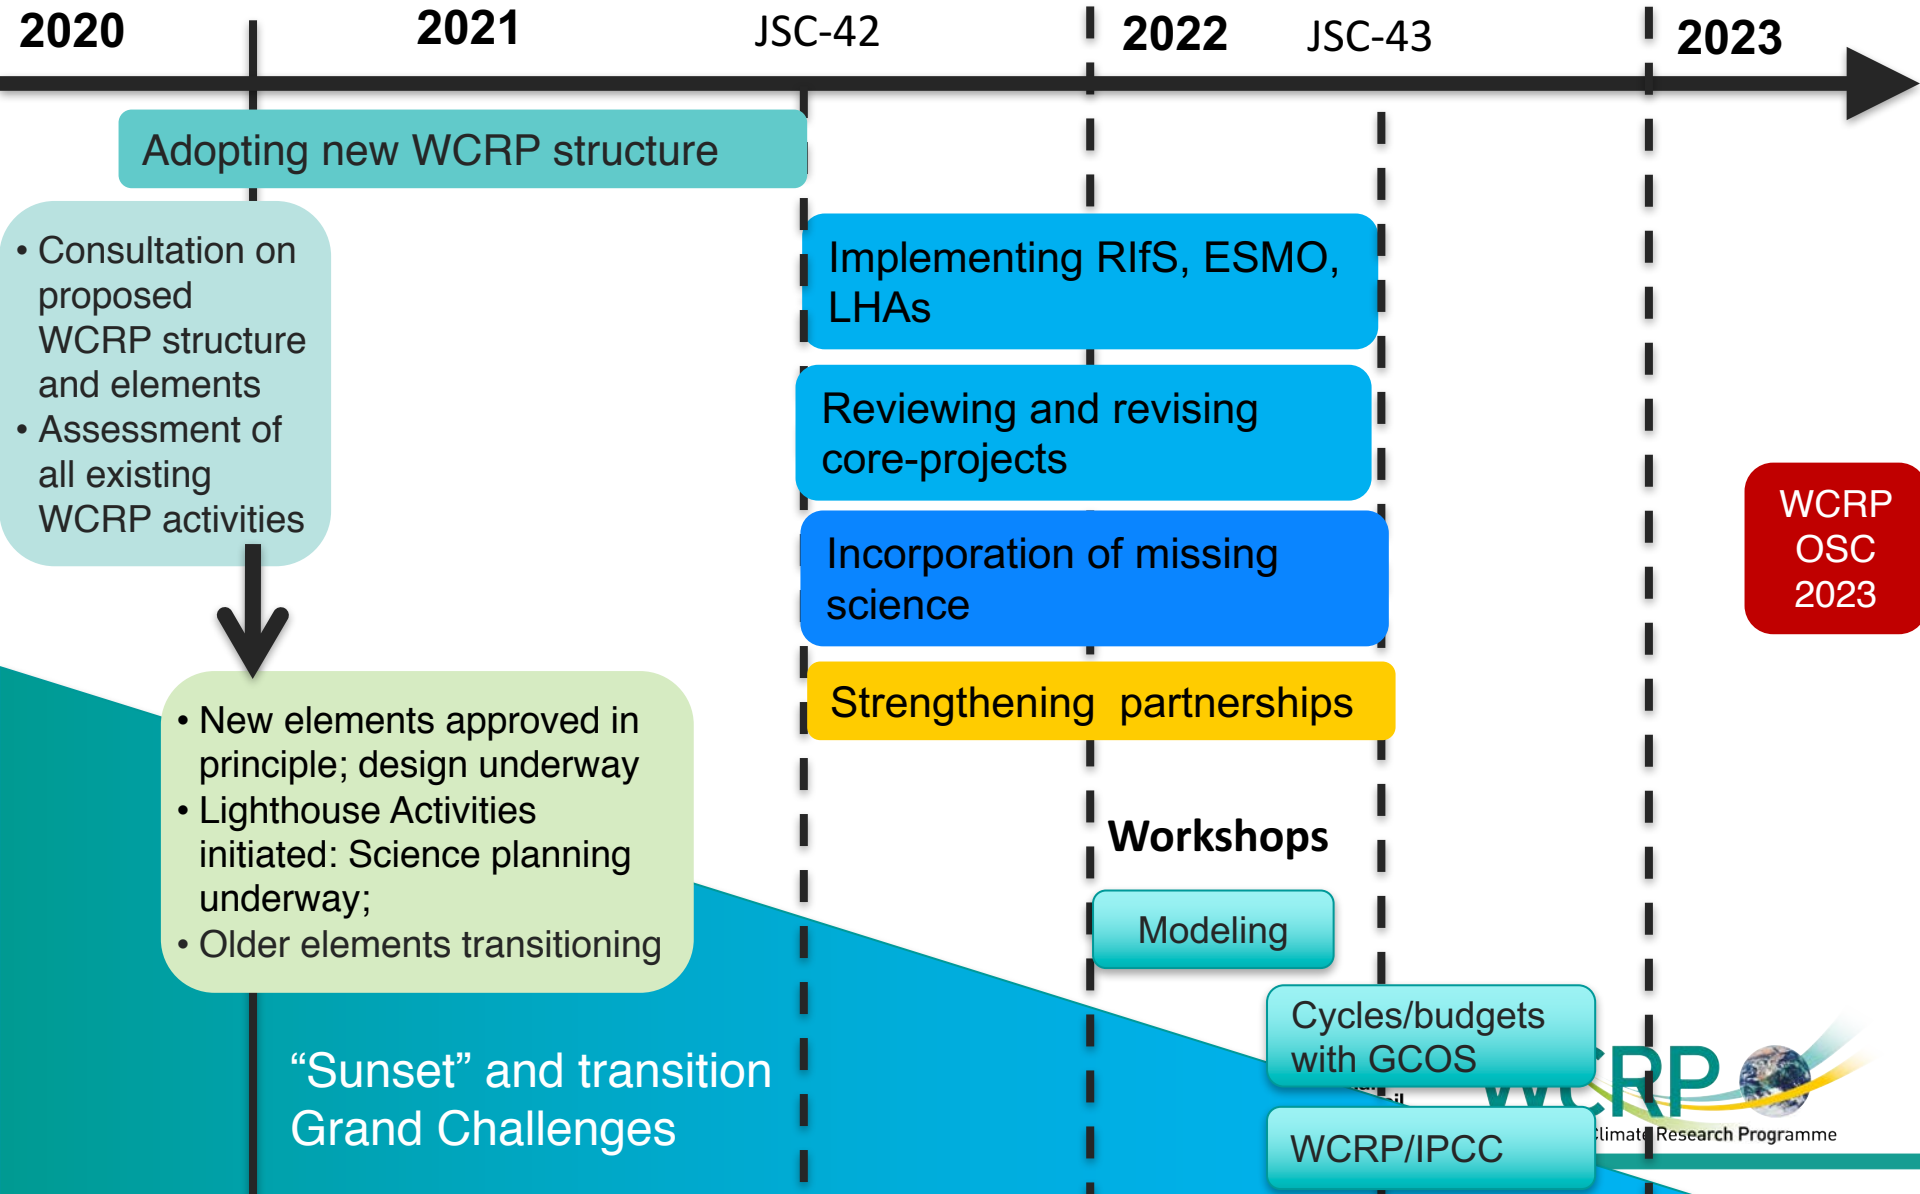 2020
2021
JSC-42
2022
JSC-43
2023
Adopting new WCRP structure
• Consultation on
proposed
WCRP structure
and elements
• Assessment of
all existing
WCRP activities
Implementing RIfS, ESMO,
LHAs
Reviewing and revising
core-projects
Incorporation of missing
science
Strengthening partnerships
WCRP
OSC
2023
• New elements approved in
principle; design underway
• Lighthouse Activities
initiated: Science planning
underway;
• Older elements transitioning
Workshops
Modeling
Cycles/budgets
with GCOS
WCRP/IPCC
“Sunset” and transition
Grand Challenges
WCRP
Climate Research Programme